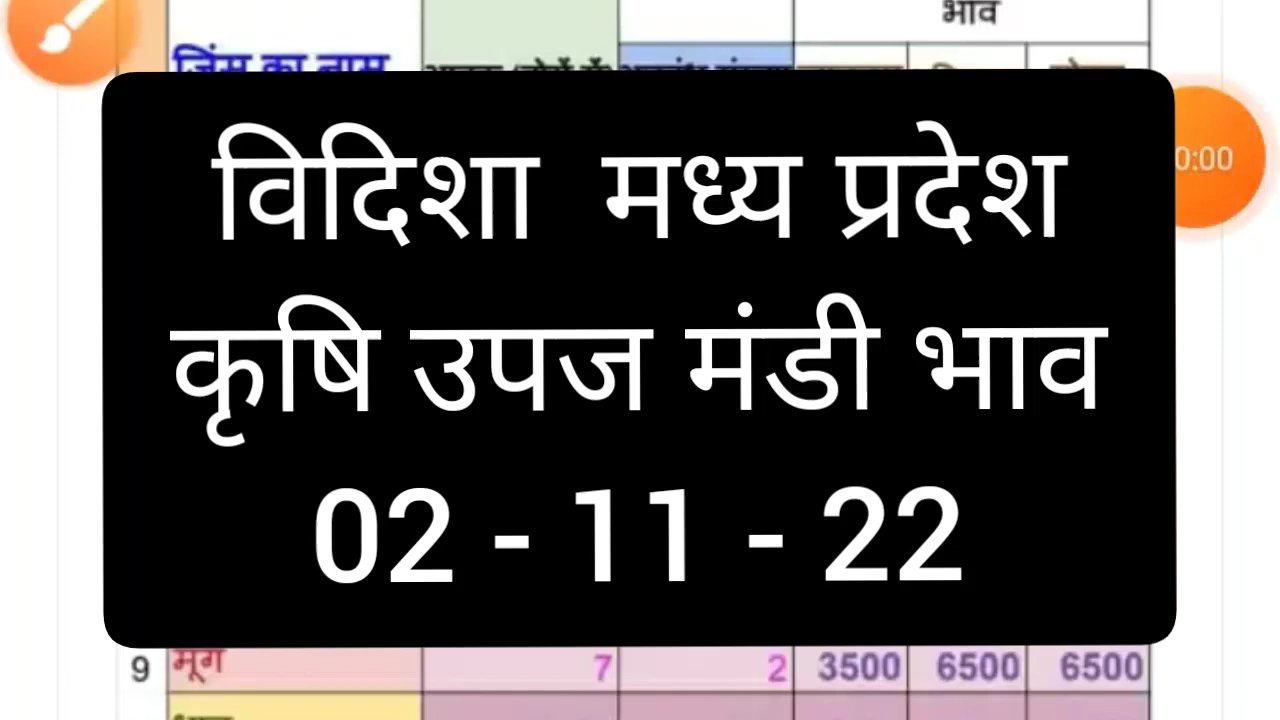 भाव
जिंस का नाम
0:00
विदिशा मध्य प्रदेश
कृषि उपज मंडी भाव
02 - 11 - 22
9 मूंग 7 2 3500 6500 6500